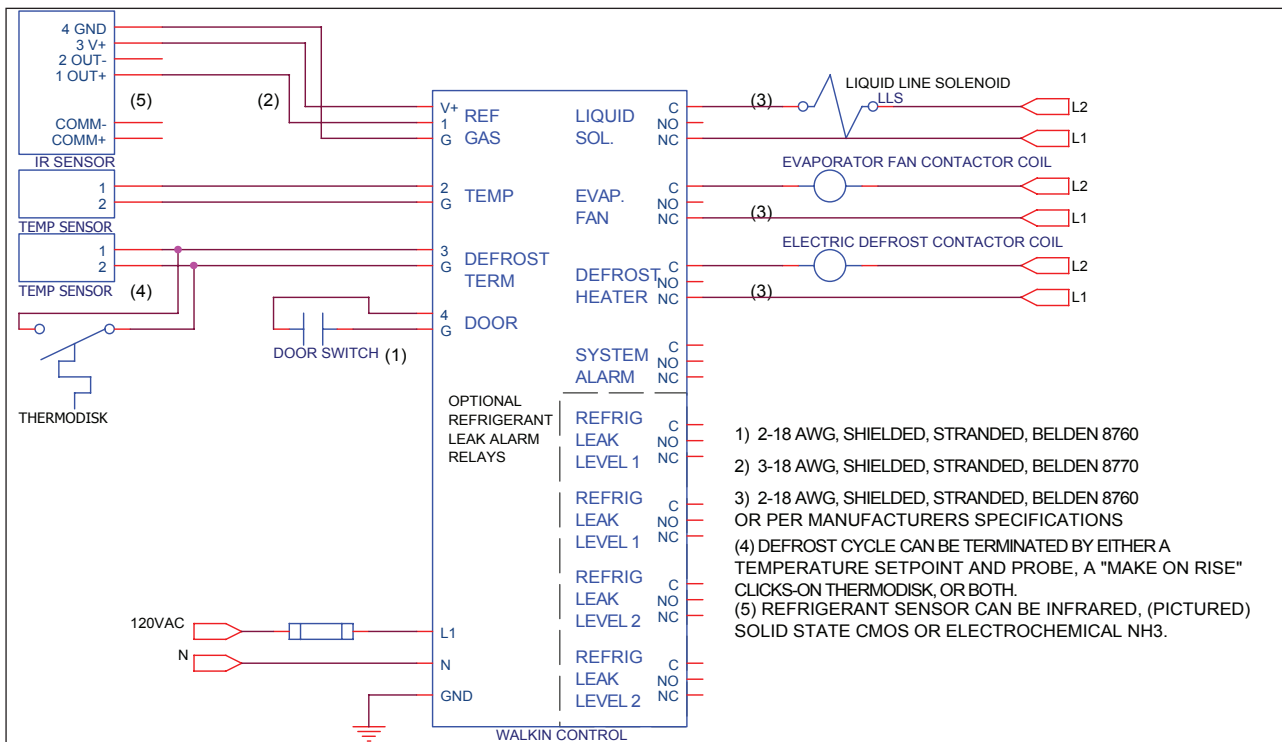 4 GND
3 V+
2 OUT-
1 OUT+
(5)
(2)
COMM-
COMM+
IR SENSOR
1
2
TEMP SENSOR
1
2
TEMP SENSOR
(4)
THERMODISK
DOOR SWITCH (1)
V+
1
G
REF
GAS
2
G
TEMP
3
G
DEFROST
TERM
4
G
DOOR
OPTIONAL
REFRIGERANT
LEAK ALARM
RELAYS
120VAC
N
L1
N
GND
LIQUID
SOL.
C
NO
NC
EVAP.
FAN
C
NO
NC
DEFROST
HEATER
C
NO
NC
SYSTEM
ALARM
C
NO
NC
REFRIG
LEAK
LEVEL 1
C
NO
NC
REFRIG
LEAK
LEVEL 1
C
NO
NC
REFRIG
LEAK
LEVEL 2
C
NO
NC
REFRIG
LEAK
LEVEL 2
C
NO
NC
WALKIN CONTROL
(3)
LIQUID LINE SOLENOID
LLS
L2
L1
EVAPORATOR FAN CONTACTOR COIL
L2
(3)
L1
ELECTRIC DEFROST CONTACTOR COIL
L2
(3)
L1
1) 2-18 AWG, SHIELDED, STRANDED, BELDEN 8760
2) 3-18 AWG, SHIELDED, STRANDED, BELDEN 8770
3) 2-18 AWG, SHIELDED, STRANDED, BELDEN 8760
OR PER MANUFACTURERS SPECIFICATIONS
(4) DEFROST CYCLE CAN BE TERMINATED BY EITHER A
TEMPERATURE SETPOINT AND PROBE, A "MAKE ON RISE"
CLICKS-ON THERMODISK, OR BOTH.
(5) REFRIGERANT SENSOR CAN BE INFRARED, (PICTURED)
SOLID STATE CMOS OR ELECTROCHEMICAL NH3.